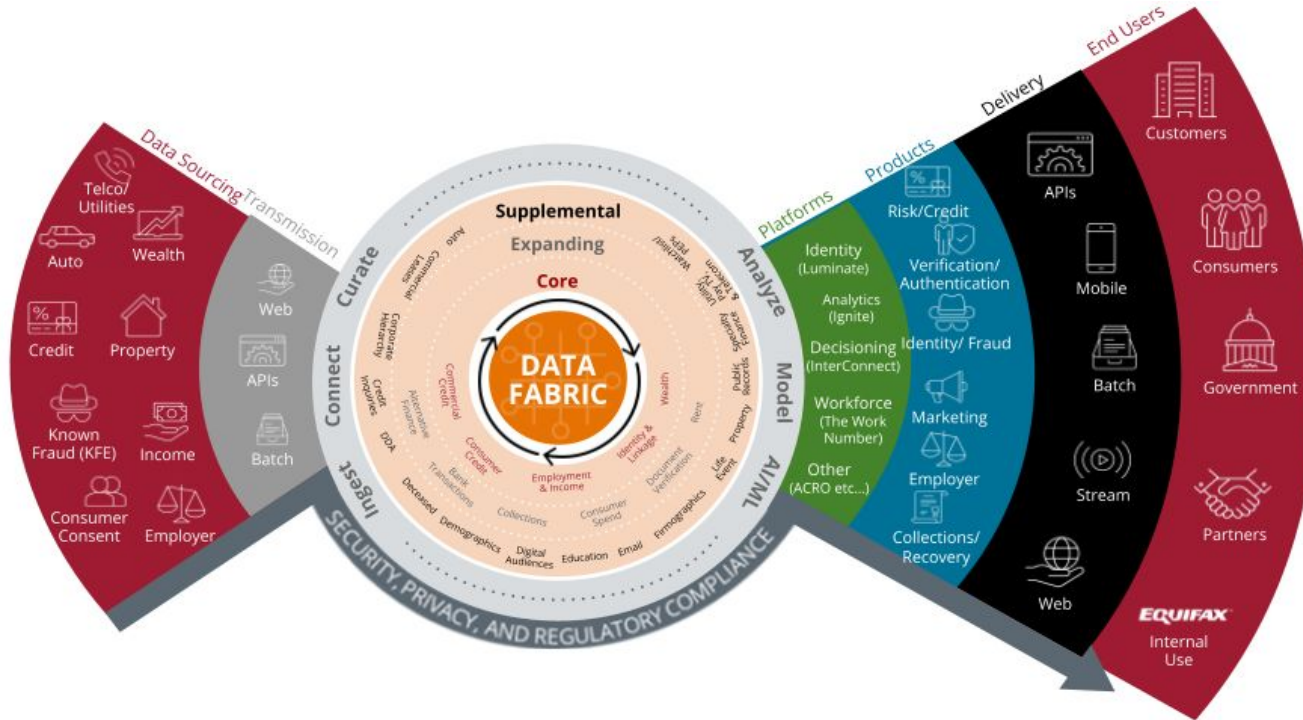 Data Sourcing
Telco/
Utilities
Auto
Wealth
Credit
Property
Known
Fraud (KFE)
Income
Consumer
Consent
Employer
Transmission
Web
APIs
Batch
Ingest
Connect
Curate
Analyze
Model
AI/ML
Supplemental
Expanding
Core
DATA
FABRIC
Commercial
Credit
Consumer
Credit
Employment
& Income
Identity &
Linkage
Wealth
Alternative
Finance
Bank
Transactions
Collections
Consumer
Spend
Document
Verification
Rent
Auto
Commercial
Leases
Corporate
Hierarchy
Credit
Inquiries
DDA
Deceased
Demographics
Digital
Audiences
Education
Email
Firmographics
Life
Event
Property
Public
Records
Specialty
Finance
Utility,
Pay TV
& Telecom
Watchlist/
PEPs
SECURITY, PRIVACY, AND REGULATORY COMPLIANCE
Platforms
Identity
(Luminate)
Analytics
(Ignite)
Decisioning
(InterConnect)
Workforce
(The Work
Number)
Other
(ACRO etc...)
Products
Risk/Credit
Verification/
Authentication
Identity/ Fraud
Marketing
Employer
Collections/
Recovery
Delivery
APIs
Mobile
Batch
Stream
Web
End Users
Customers
Consumers
Government
Partners
EQUIFAX
Internal
Use